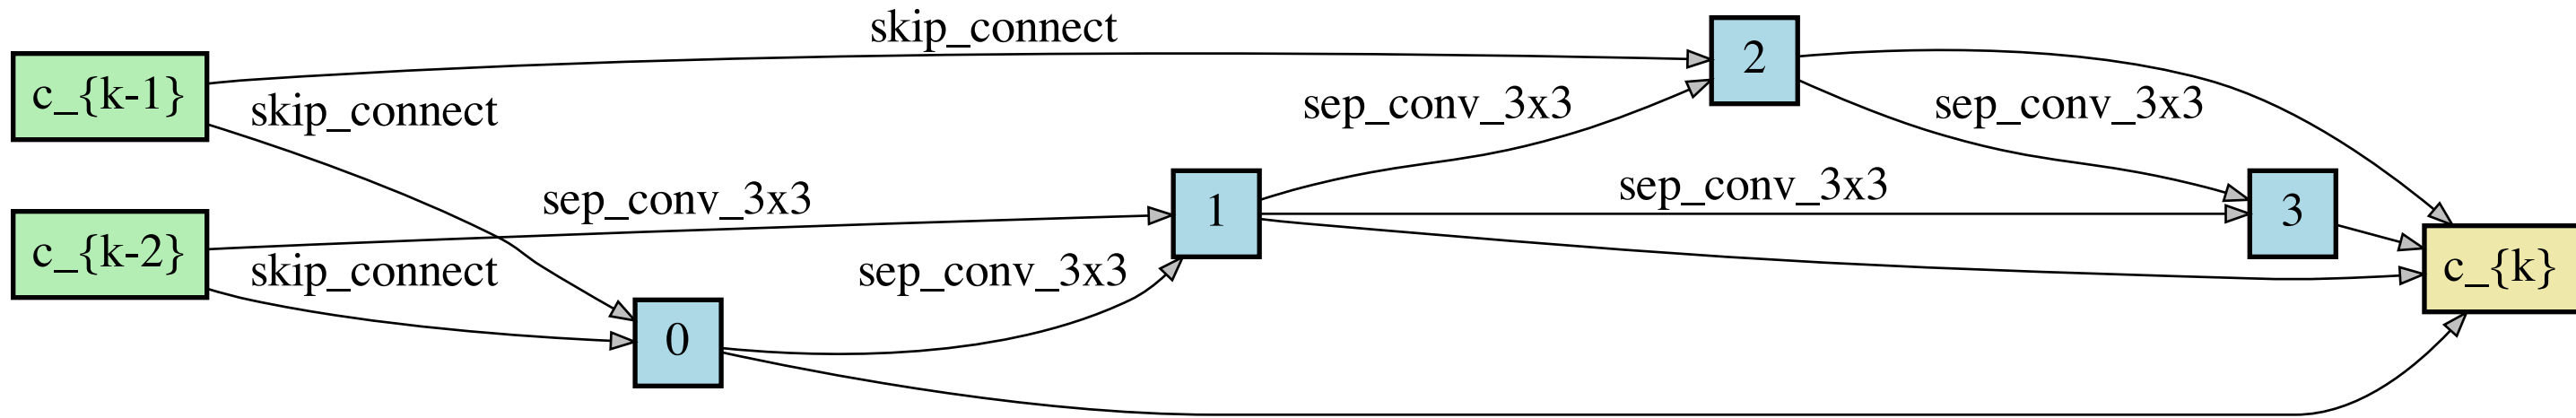 skip_connect
2
c_{k-1}
skip_connect
sep_conv_3x3
sep_conv_3x3
sep_conv_3x3
1
sep_conv_3x3
3
c_{k-2}
skip_connect
sep_conv_3x3
c_{k}
0